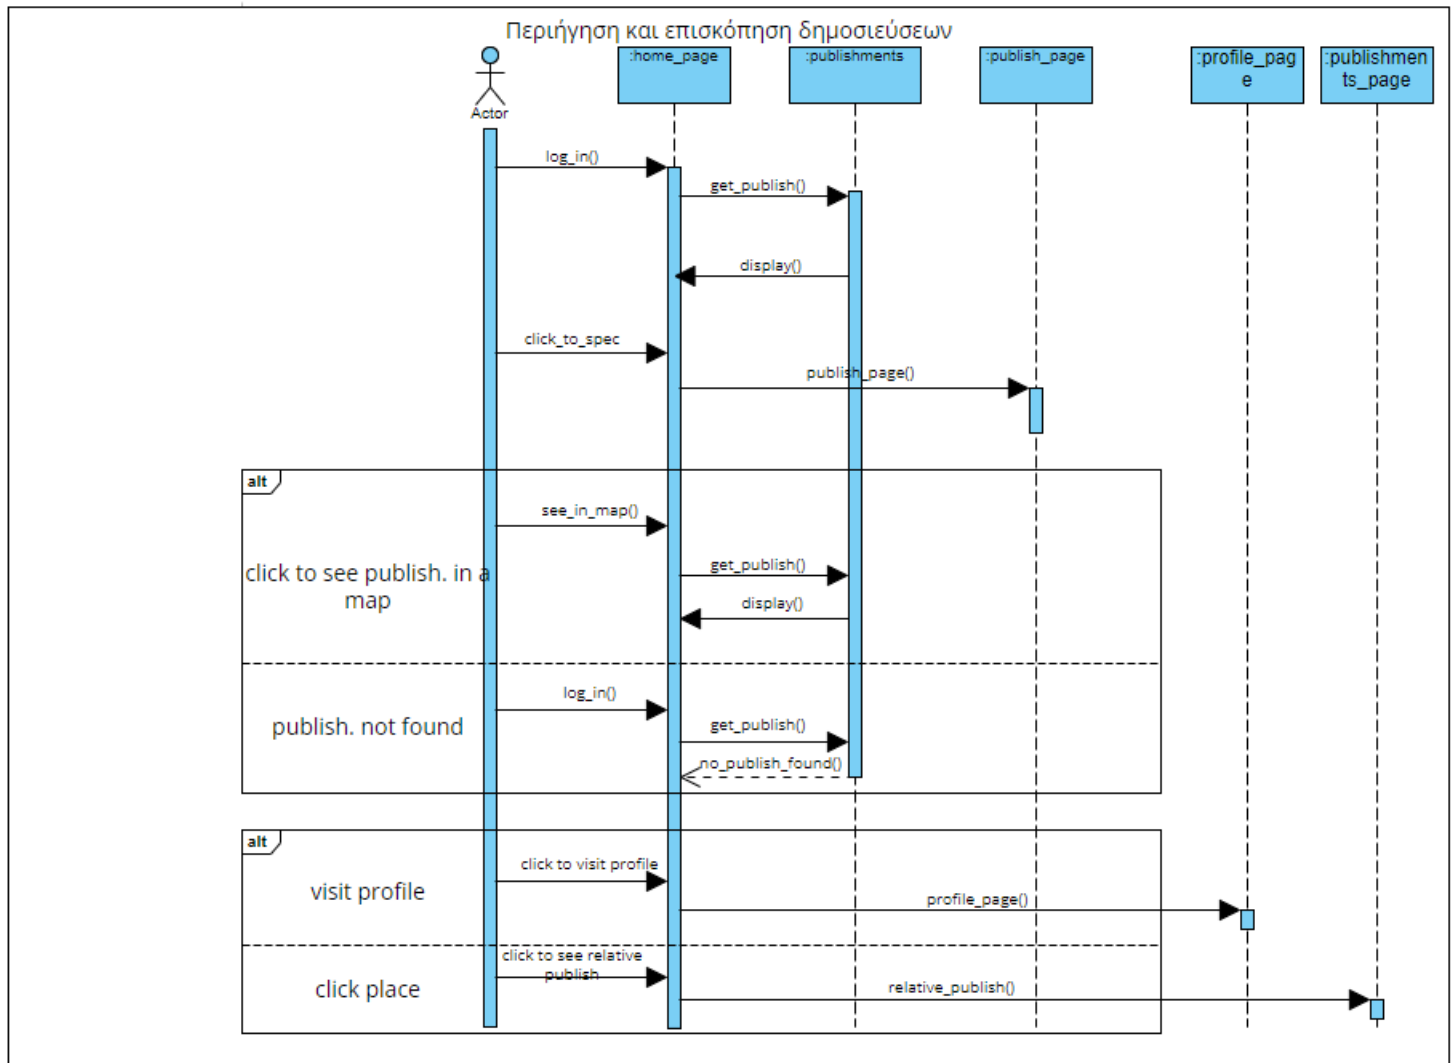 Περιήγηση και επισκόπηση δημοσιεύσεων
:home_page
:publishments
:publish_page
:profile_pag
e
:publishmen
ts_page
Actor
log_in()
get_publish()
display()
click_to_spec
publish_page()
alt
see_in_map()
click to see publish. in a
map
get_publish()
display()
log_in()
publish. not found
get_publish()
no_publish_found()
alt
click to visit profile
visit profile
profile_page()
click to see relative
publish
click place
relative_publish()